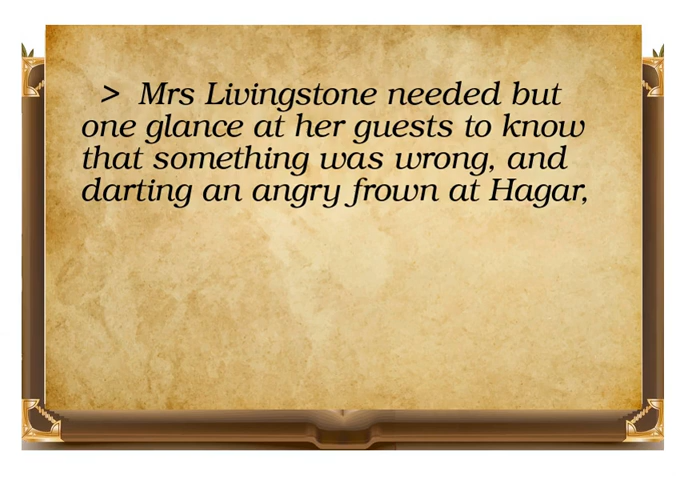 > Mrs Livingstone needed but
one glance at her guests to know
that something was wrong, and
darting an angry frown at Hagar,